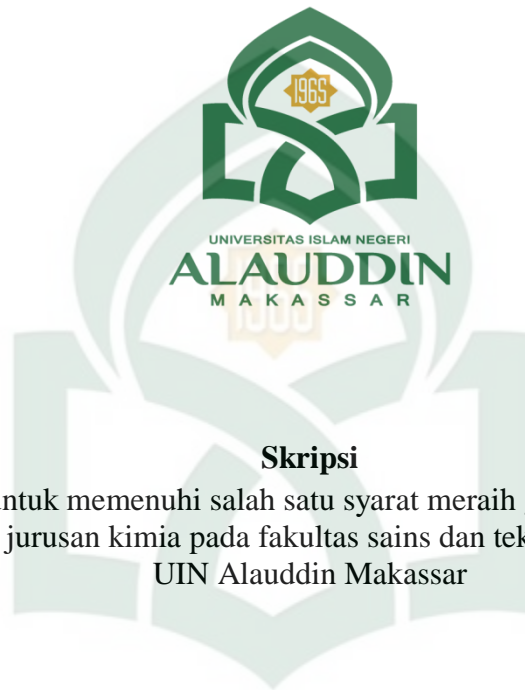 1965
UNIVERSITAS ISLAM NEGERI
ALAUDDIN
MAKASSAR
Skripsi
untuk memenuhi salah satu syarat meraih
jurusan kimia pada fakultas sains dan tek
UIN Alauddin Makassar